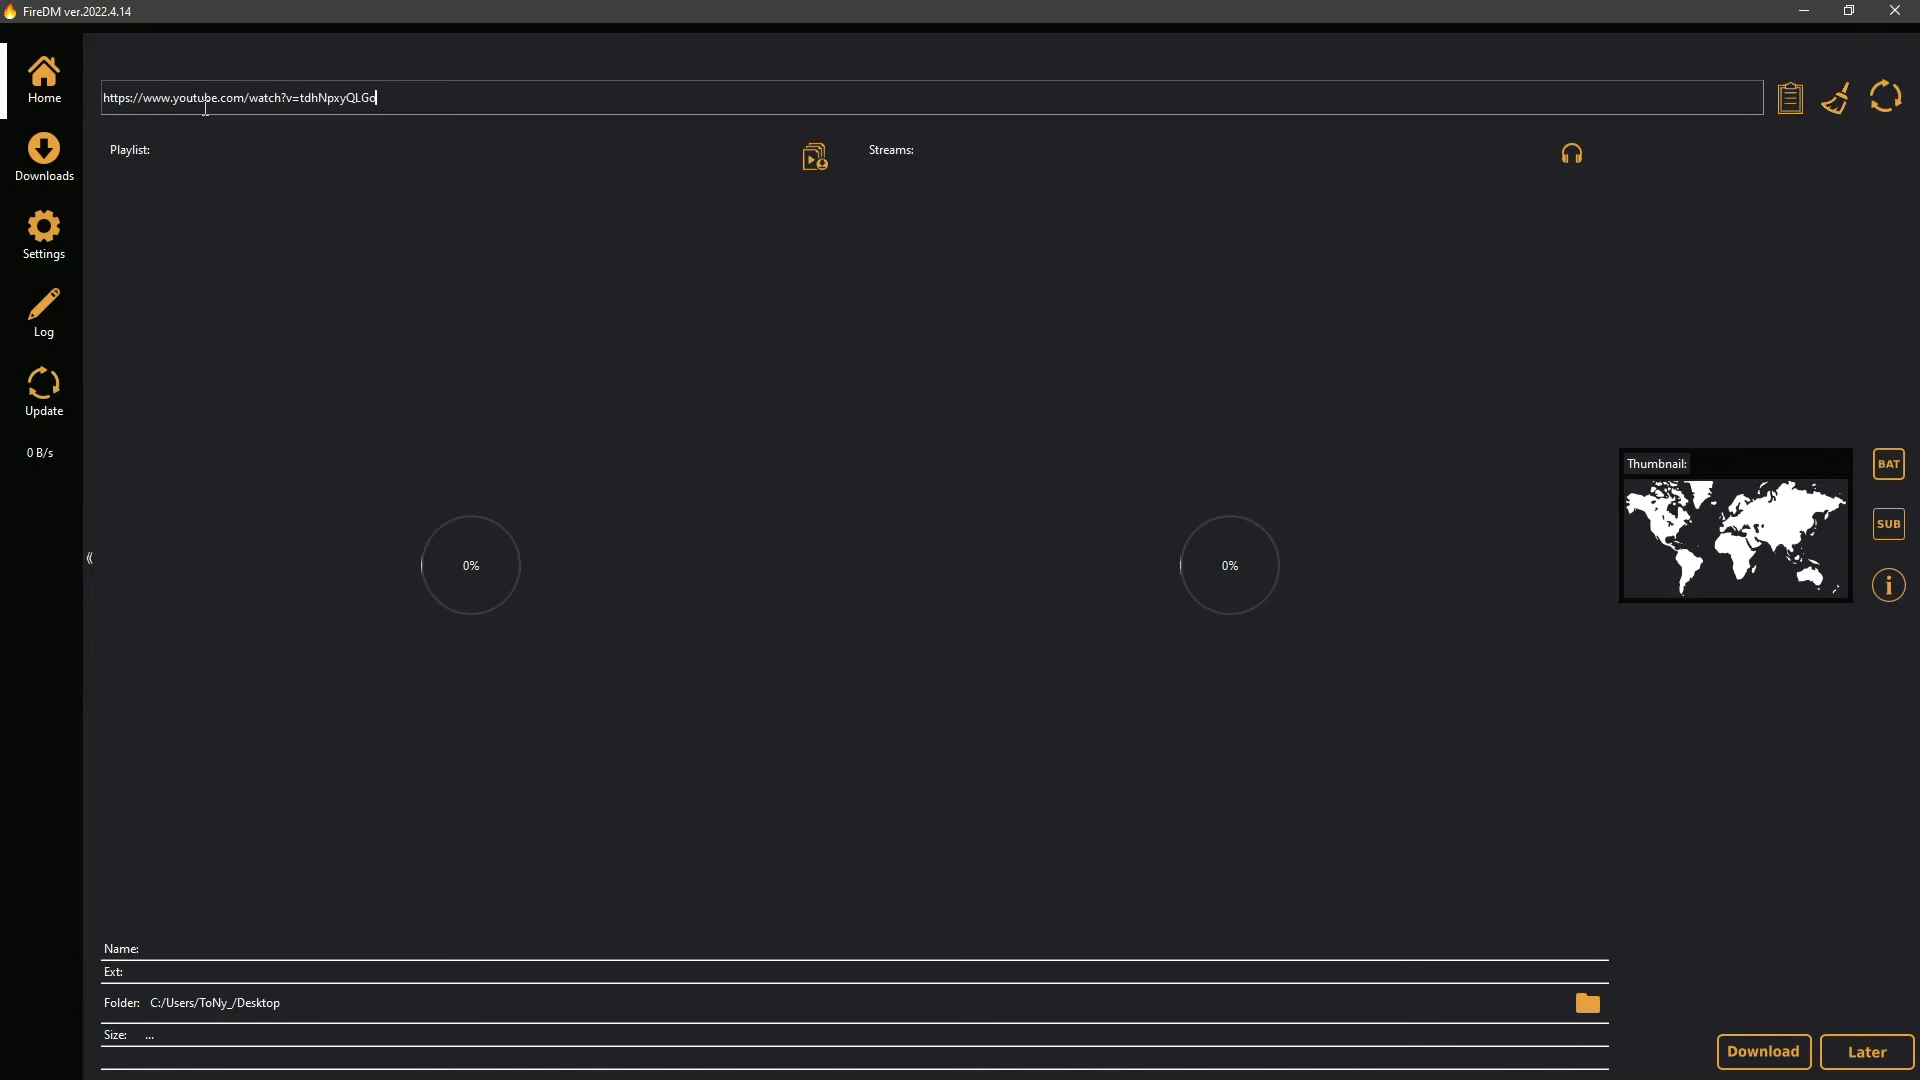 FireDM ver.2022.4.14
Home
https://www.youtube.com/watch?v=tdhNpxyQLGo
Playlist:
Streams:
Downloads
Settings
Log
Update
0 B/s
0%
0%
Thumbnail:
BAT
SUB
i
Name:
Ext:
Folder: C:/Users/ToNy_/Desktop
Size: ...
Download
Later